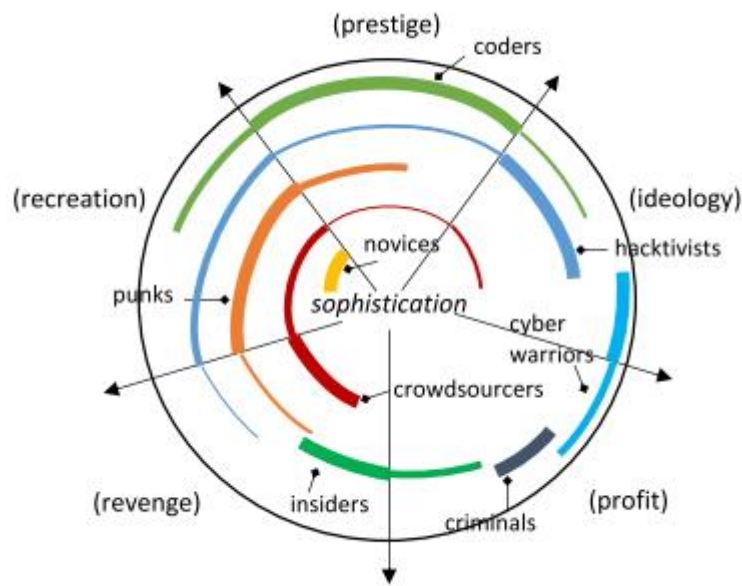 (prestige)
coders
(recreation)
(ideology)
novices
hacktivists
punks
sophistication
cyber
warriors
crowdsourcers
(revenge)
insiders
criminals
(profit)